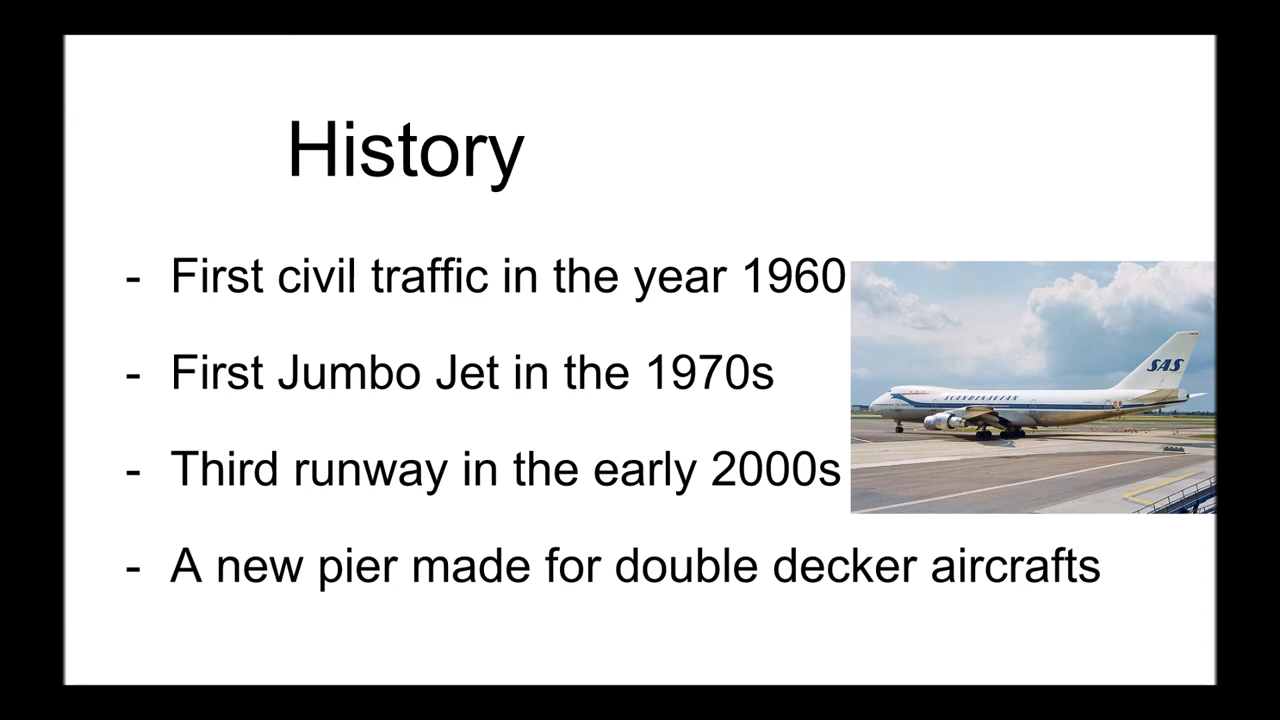 History
- First civil traffic in the year 1960
- First Jumbo Jet in the 1970s
- Third runway in the early 2000s
- A new pier made for double decker aircrafts
SAS
SCANDINAVIAN